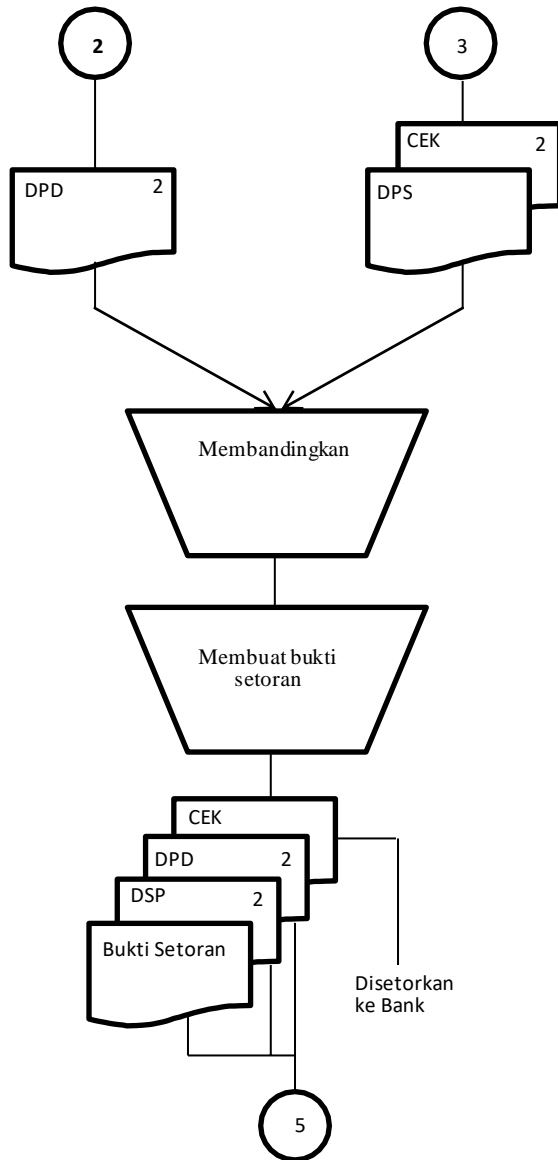 2
3
CEK 2
DPD 2
DPS
Membandingkan
Membuat bukti
setoran
CEK
DPD 2
DSP 2
Bukti Setoran
Disetorkan
ke Bank
5